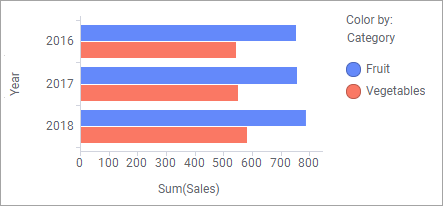 Color by:
Category
Fruit
Vegetables
Year
2016
2017
2018
0 100 200 300 400 500 600 700 800
Sum(Sales)